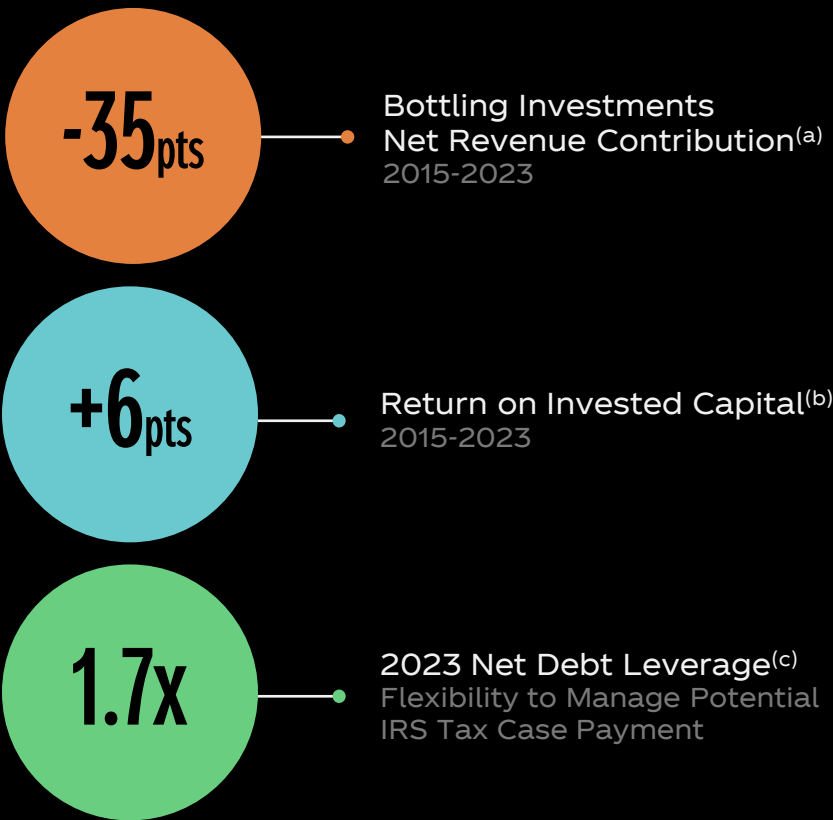 -35pts
Bottling Investments
Net Revenue Contribution(a)
2015-2023
+6pts
Return on Invested Capital(b)
2015-2023
1.7x
2023 Net Debt Leverage(c)
Flexibility to Manage Potential
IRS Tax Case Payment